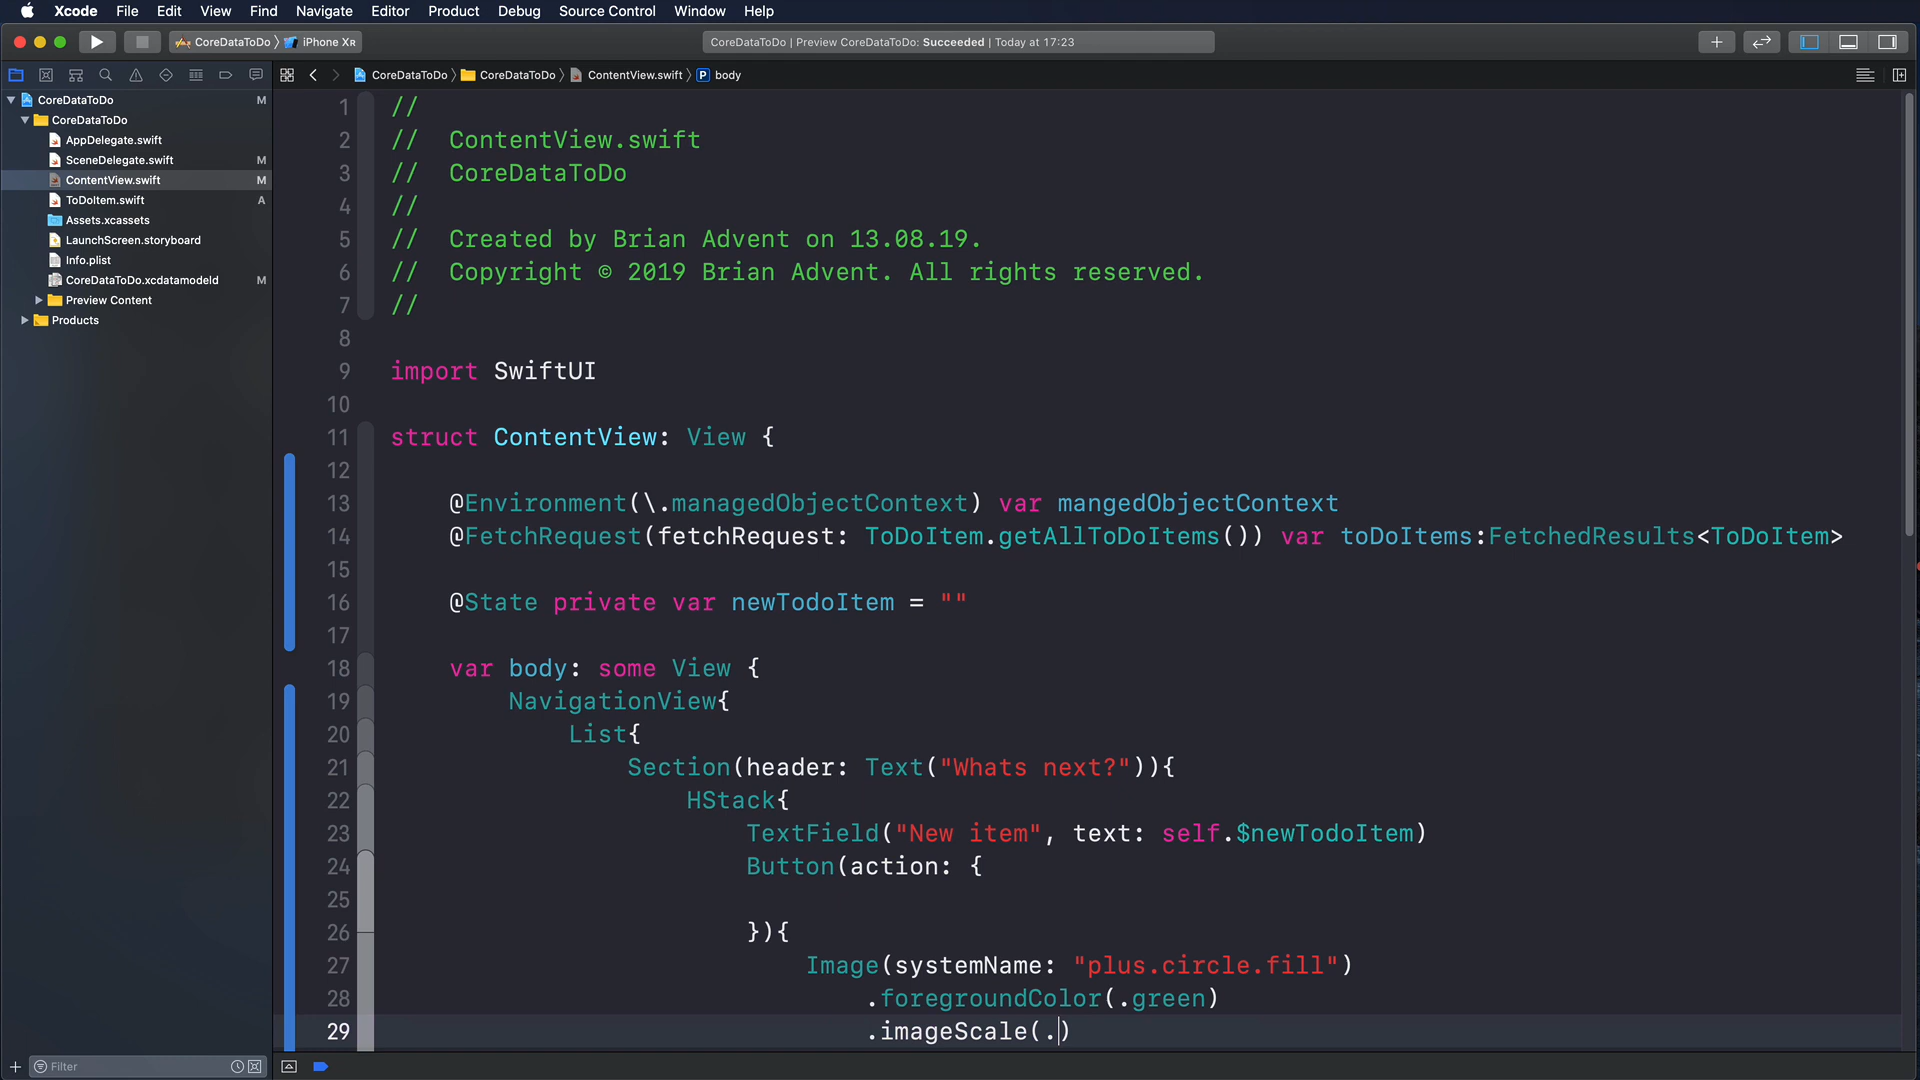 Xcode File Edit View Find Navigate Editor Product Debug Source Control Window Help
CoreDataToDo iPhone XR
CoreDataToDo | Preview CoreDataToDo: Succeeded | Today at 17:23
CoreDataToDo CoreDataToDo ContentView.swift P body
CoreDataToDo M
CoreDataToDo
AppDelegate.swift
SceneDelegate.swift M
ContentView.swift M
ToDoItem.swift A
Assets.xcassets
LaunchScreen.storyboard
Info.plist
CoreDataToDo.xcdatamodeld M
Preview Content
Products
Filter
1 //
2 // ContentView.swift
3 // CoreDataToDo
4 //
5 // Created by Brian Advent on 13.08.19.
6 // Copyright © 2019 Brian Advent. All rights reserved.
7 //
8
9 import SwiftUI
10
11 struct ContentView: View {
12
13 @Environment(\.managedObjectContext) var mangedObjectContext
14 @FetchRequest(fetchRequest: ToDoItem.getAllToDoItems()) var toDoItems:FetchedResults<ToDoItem>
15
16 @State private var newTodoItem = ""
17
18 var body: some View {
19 NavigationView{
20 List{
21 Section(header: Text("Whats next?")){
22 HStack{
23 TextField("New item", text: self.$newTodoItem)
24 Button(action: {
25
26 }){
27 Image(systemName: "plus.circle.fill")
28 .foregroundColor(.green)
29 .imageScale(.)